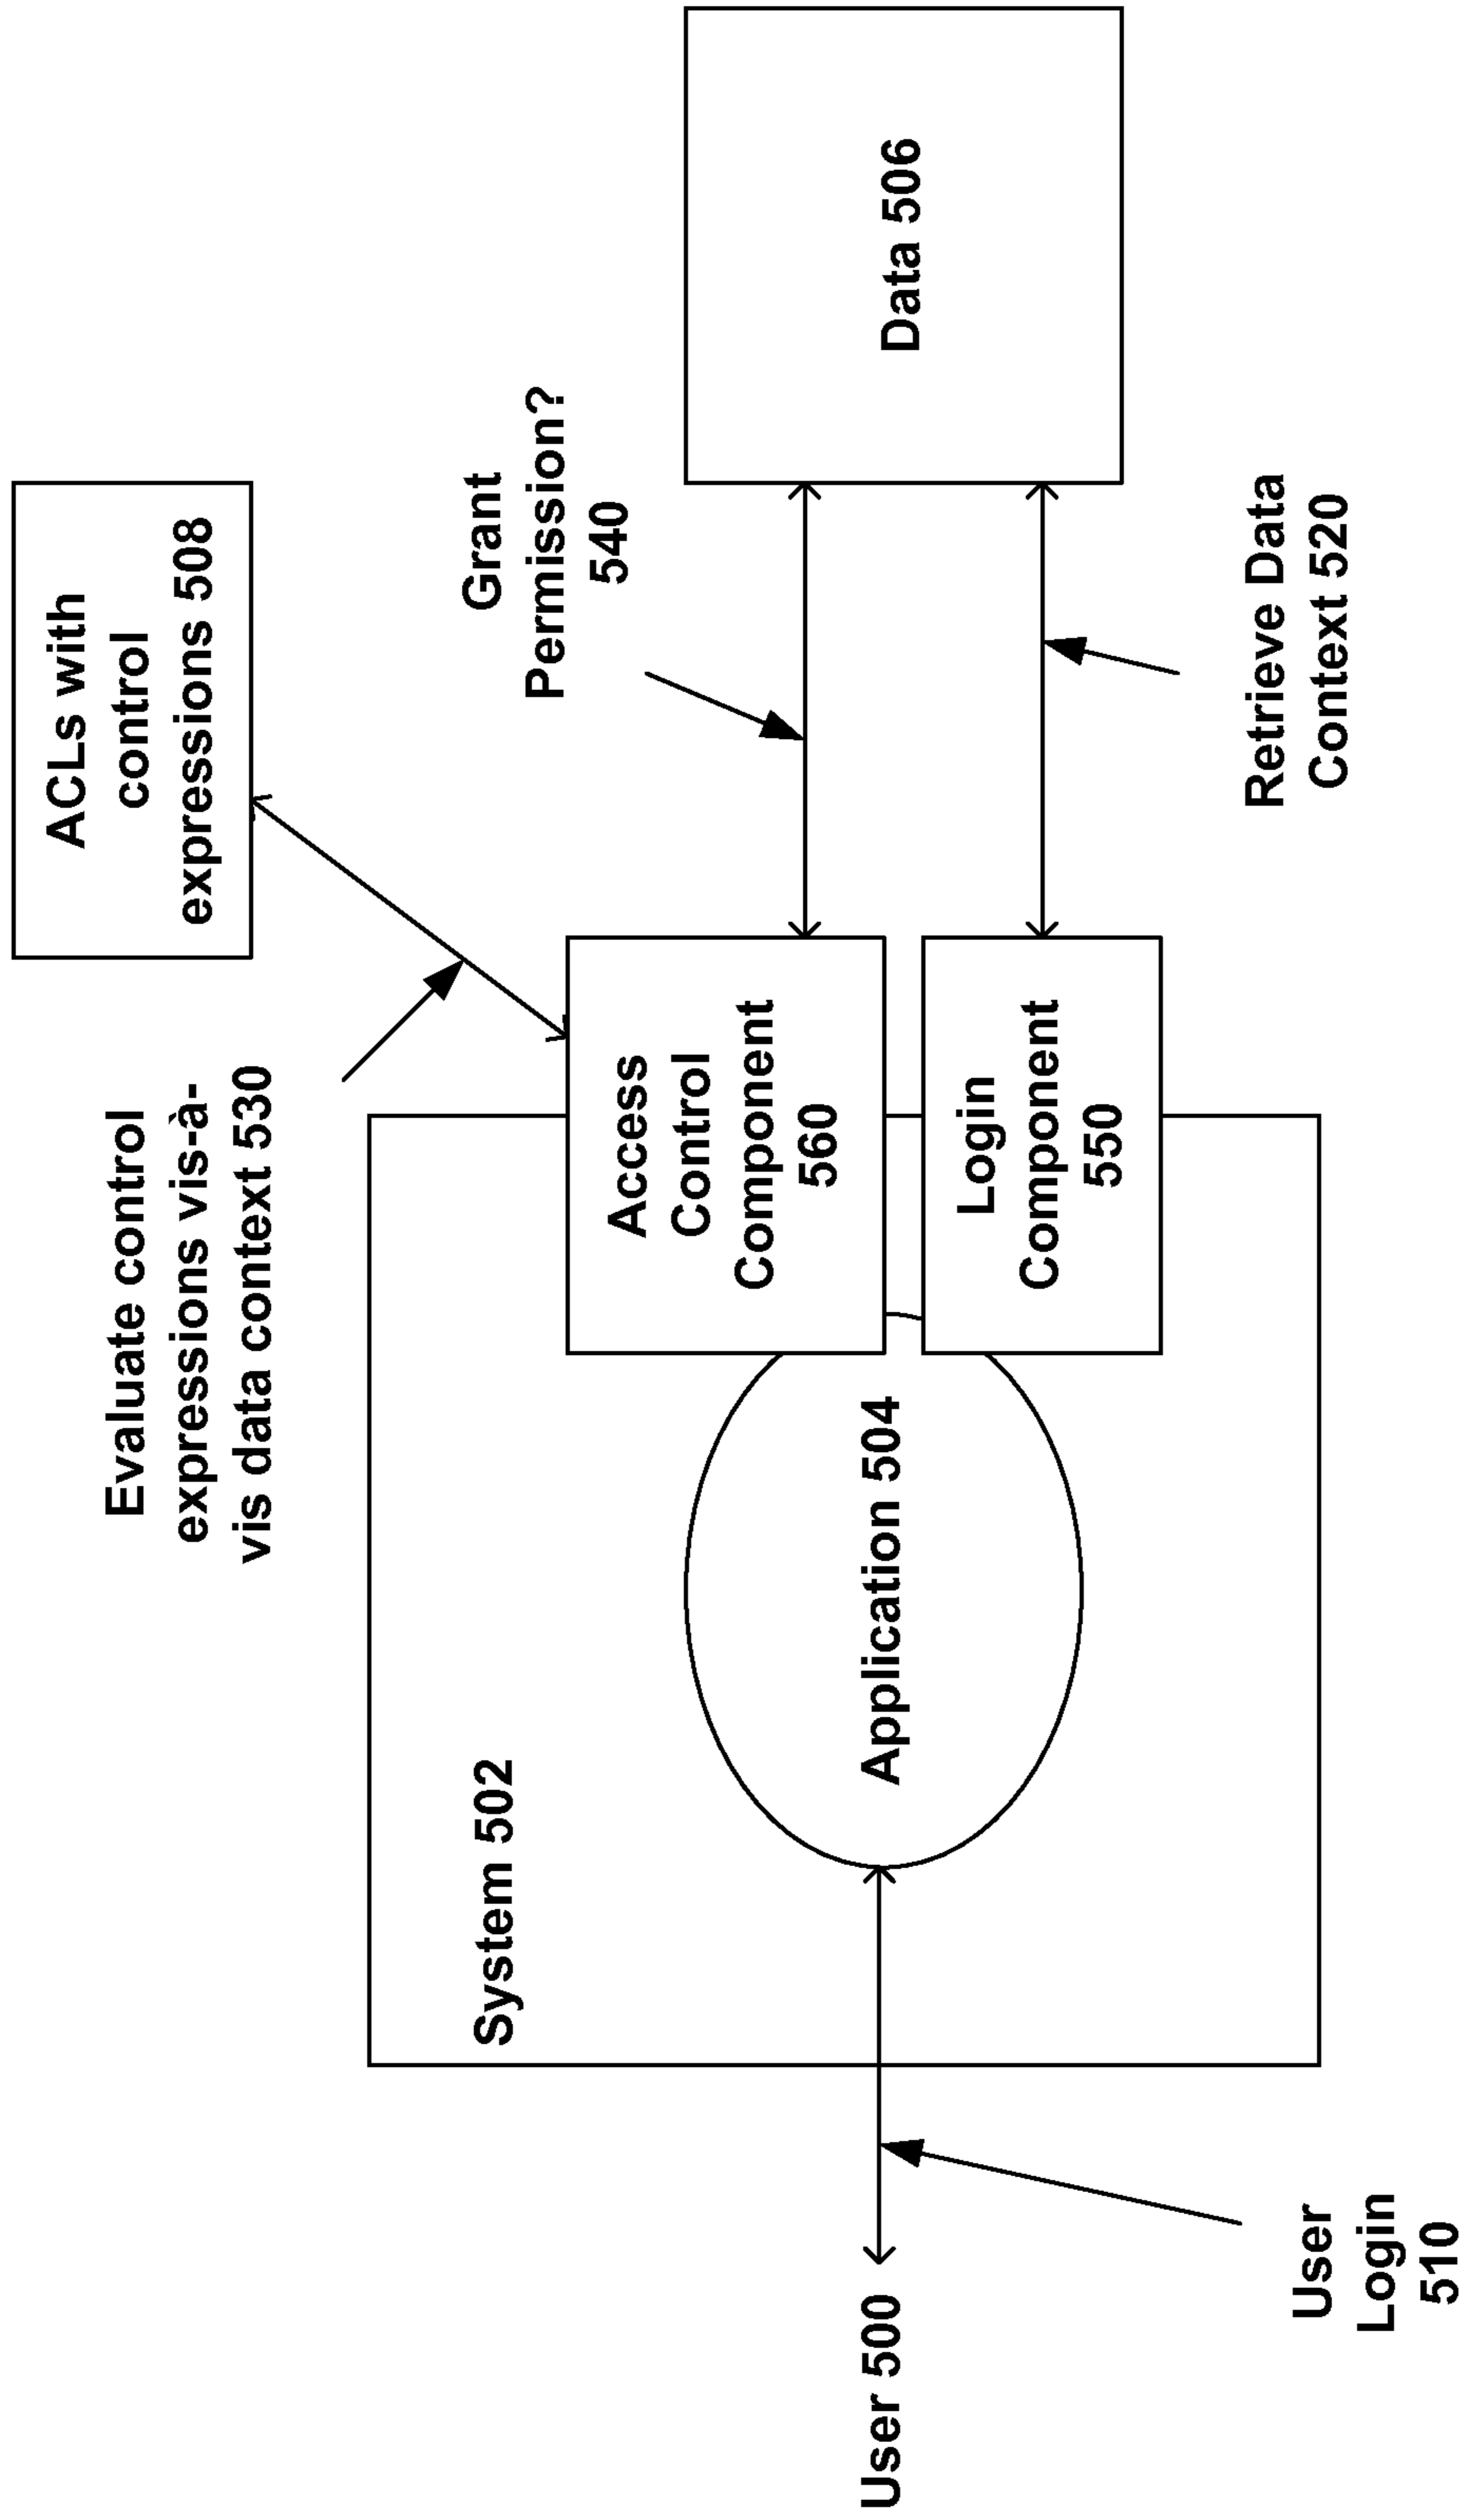 ACLs with
control
expressions 508
Evaluate control
expressions vis-à-
vis data context 530
Grant
Permission?
540
System 502
Access
Control
Component
560
Data 506
User 500
Application 504
Login
Component
550
Retrieve Data
Context 520
User
Login
510